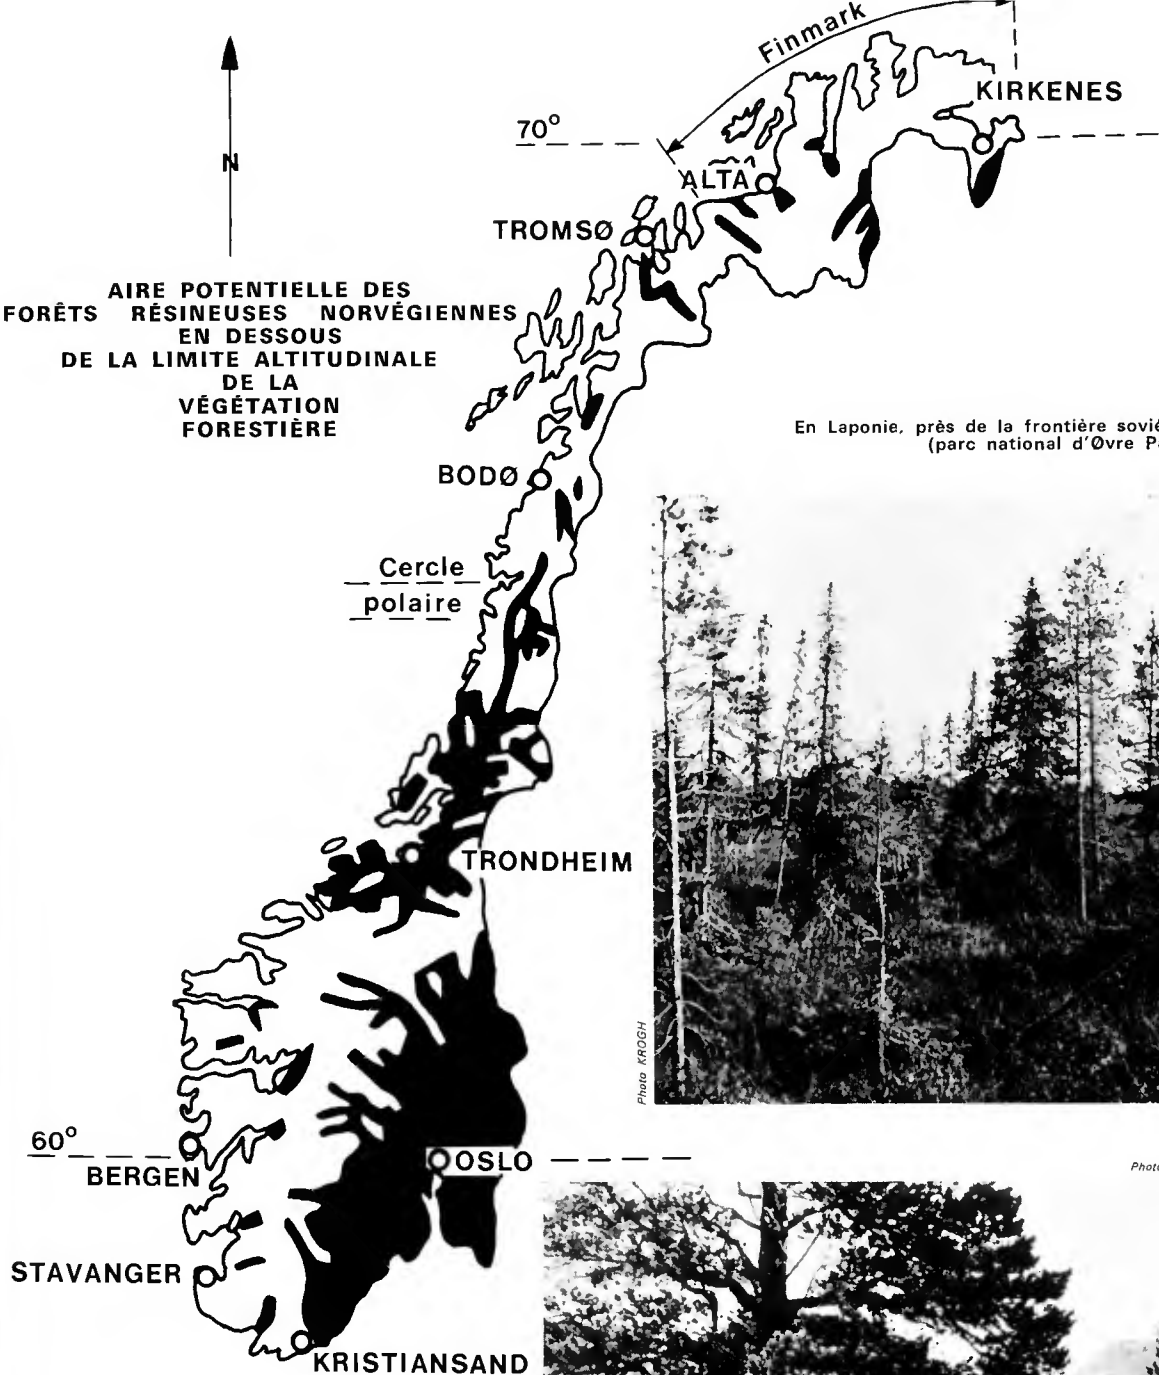 Finmark
KIRKENES
70°
ALTA
N
TROMSØ
AIRE POTENTIELLE DES
FORÊTS RÉSINEUSES NORVÉGIENNES
EN DESSOUS
DE LA LIMITE ALTITUDINALE
DE LA
VÉGÉTATION
FORESTIÈRE
En Laponie, près de la frontière sovié
(parc national d'Øvre P
BODØ
Cercle
polaire
TRONDHEIM
Photo KROGH
60°
BERGEN
OSLO
Photo
STAVANGER
KRISTIANSAND